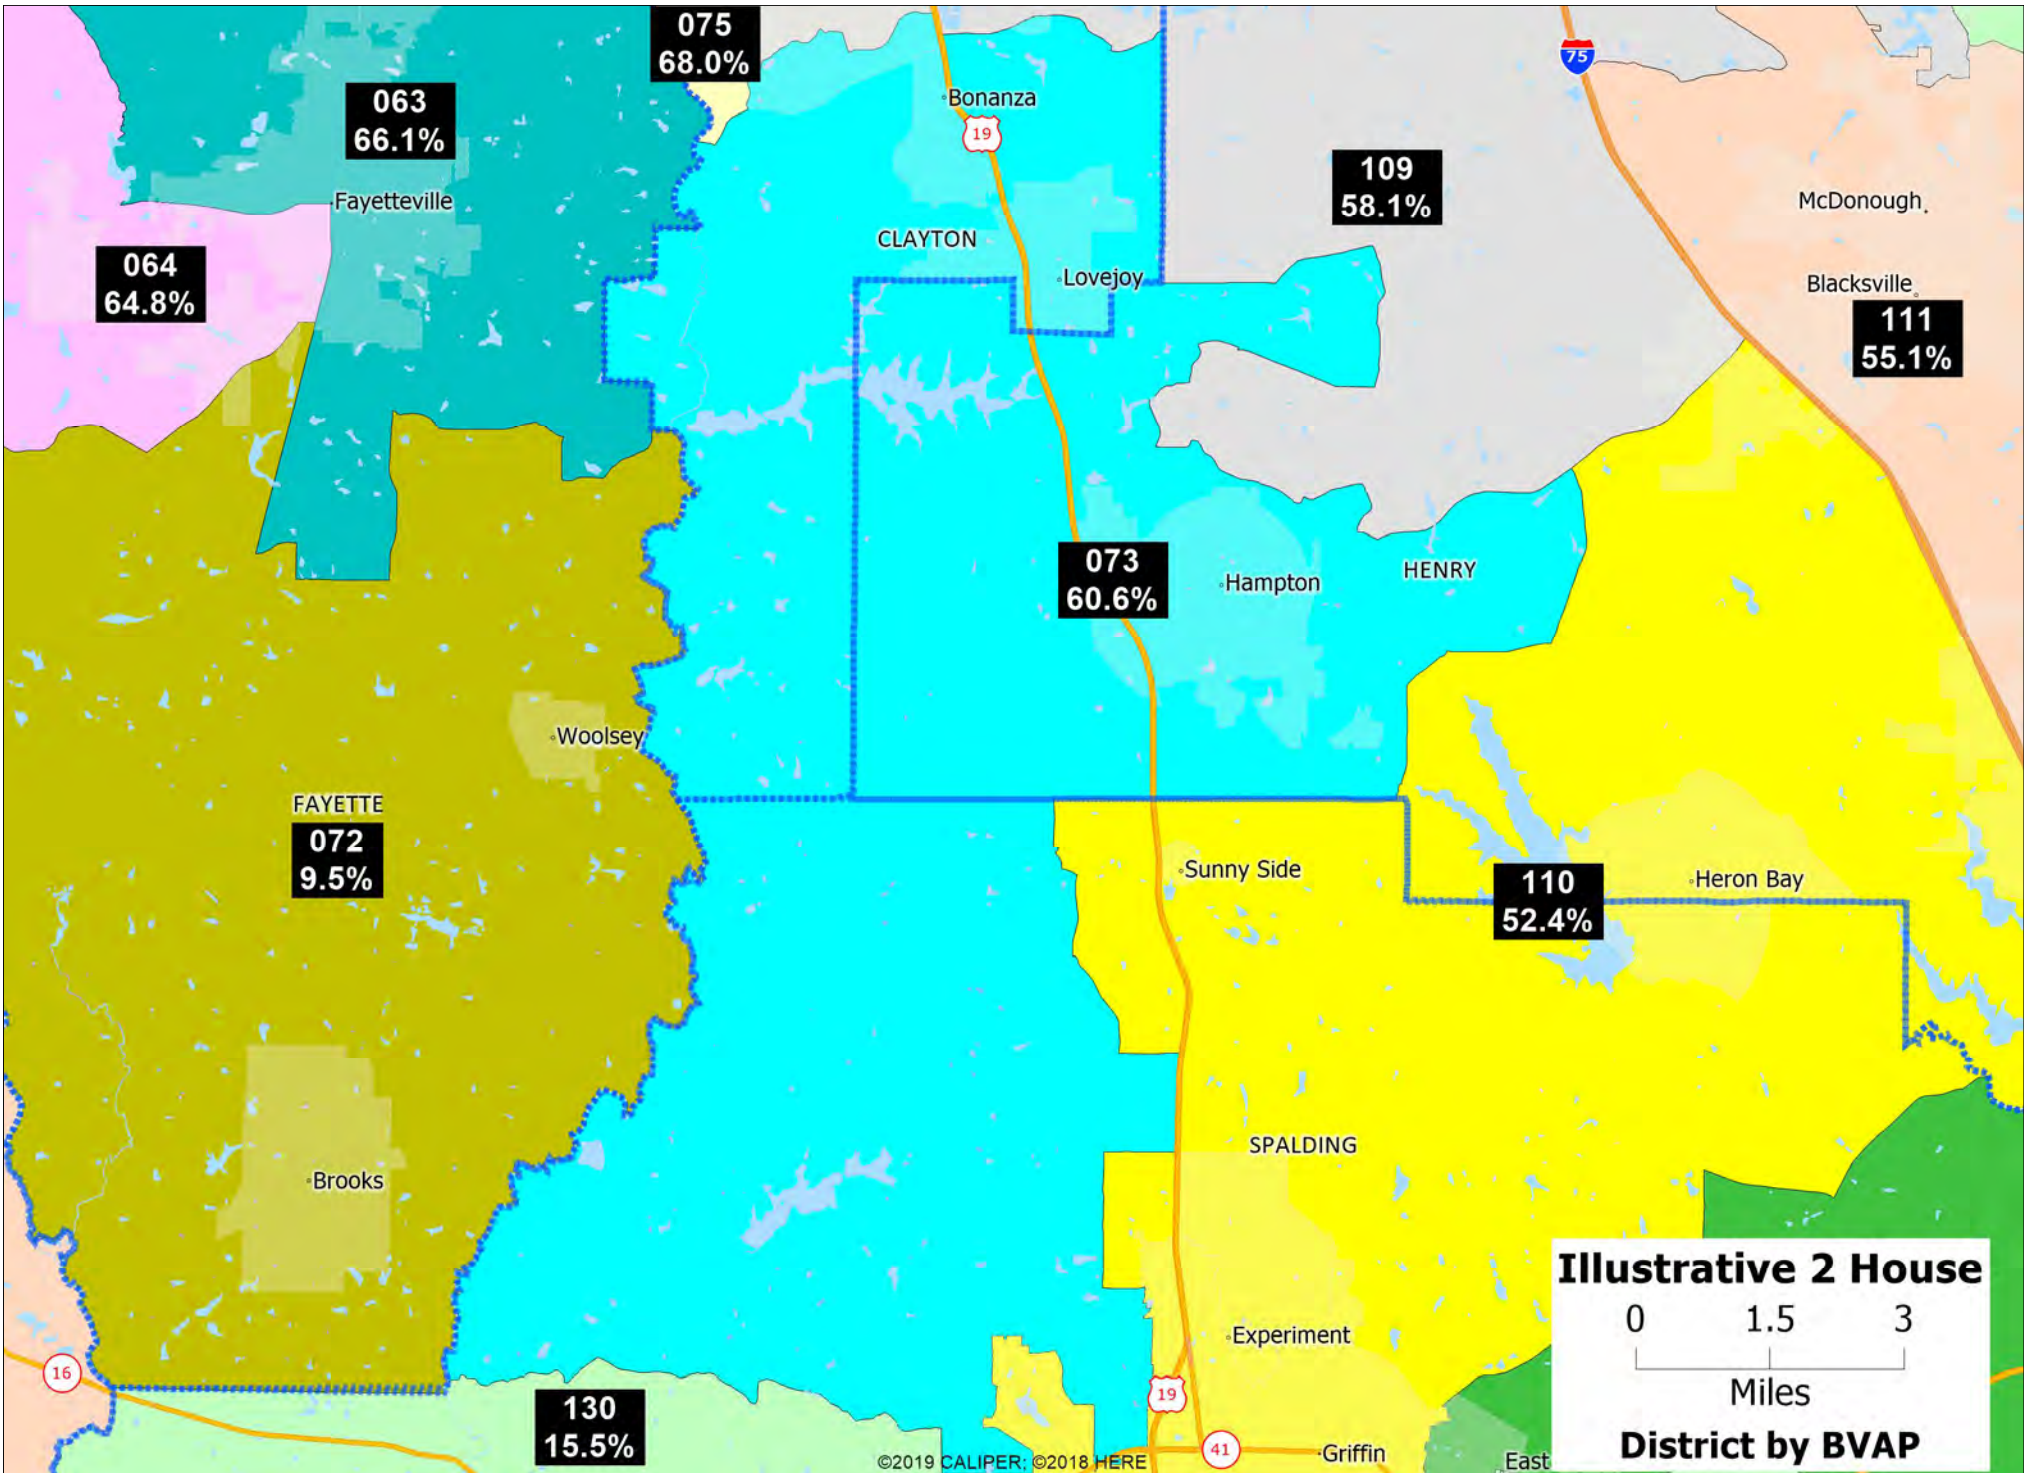 075
68.0%
75
063
66.1%
Bonanza
19
109
58.1%
Fayetteville
McDonough
CLAYTON
064
64.8%
Lovejoy
Blacksville
111
55.1%
073
60.6%
Hampton
HENRY
Woolsey
FAYETTE
072
9.5%
Sunny Side
110
52.4%
Heron Bay
SPALDING
Brooks
Experiment
16
19
130
15.5%
41
Griffin
East
©2019 CALIPER; ©2018 HERE
Illustrative 2 House
0 1.5 3
Miles
District by BVAP